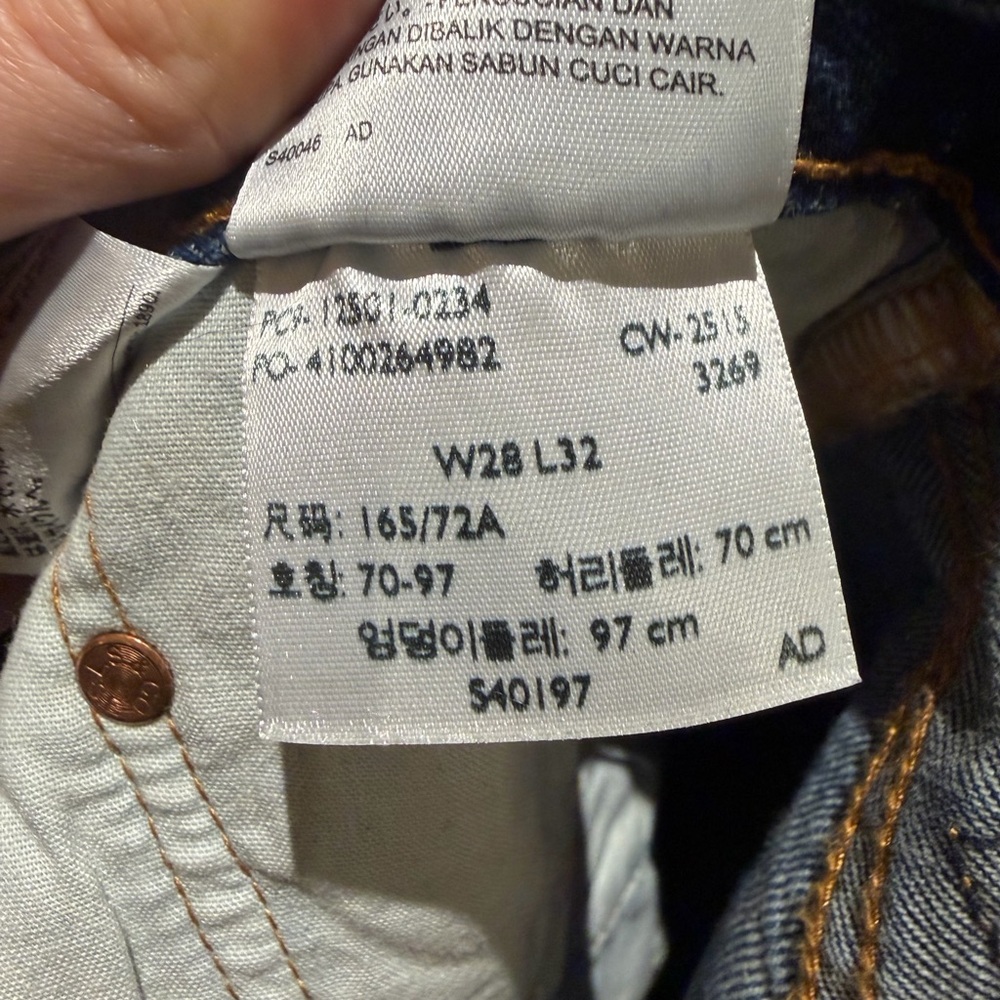 DAN
DIBALIK DENGAN WARNA
GUNAKAN SABUN CUCI CAIR.
S40046 AD
PC9-12501-0234
PO-4100264982
CW-2515
3269
W28 L32
尺码: 165/72A
호칭: 70-97 허리둘레: 70 cm
엉덩이둘레: 97 cm
AD
S40197